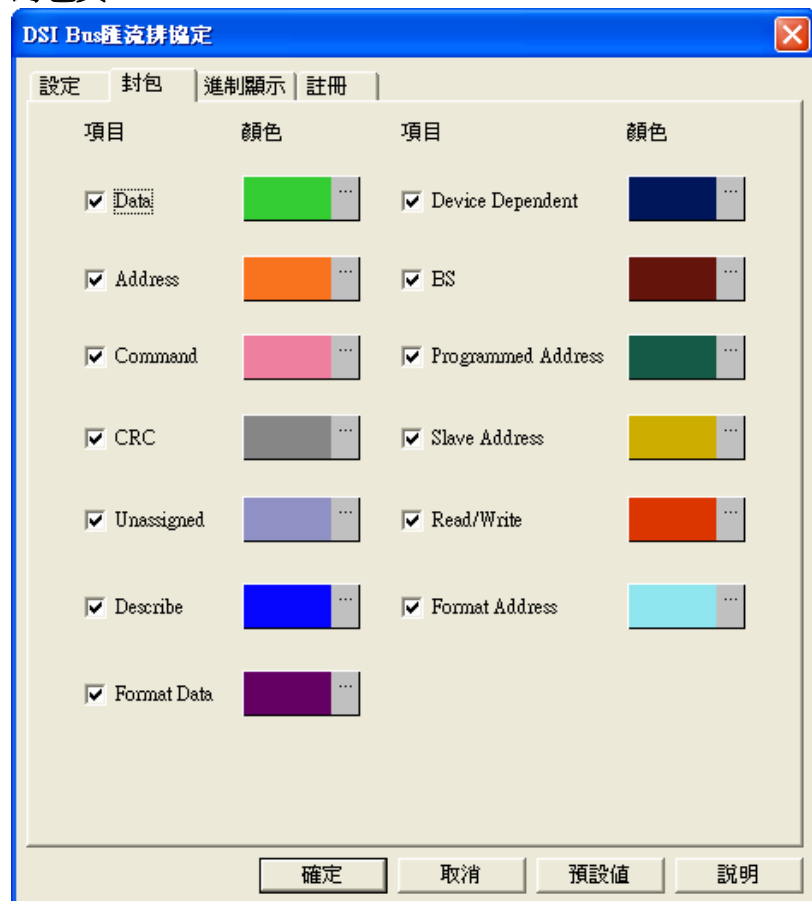 DSI Bus匯流排協定
設定 封包 進制顯示 註冊
項目 顏色 項目 顏色
Data ... Device Dependent ...
Address ... BS ...
Command ... Programmed Address ...
CRC ... Slave Address ...
Unassigned ... Read/Write ...
Describe ... Format Address ...
Format Data ...
確定 取消 預設值 說明